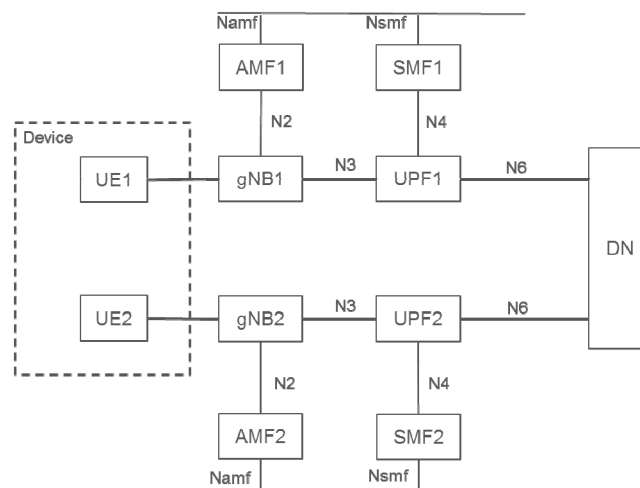 Namf
Nsmf
AMF1
SMF1
N2
N4
Device
UE1
gNB1
N3
UPF1
N6
DN
UE2
gNB2
N3
UPF2
N6
N2
N4
AMF2
SMF2
Namf
Nsmf